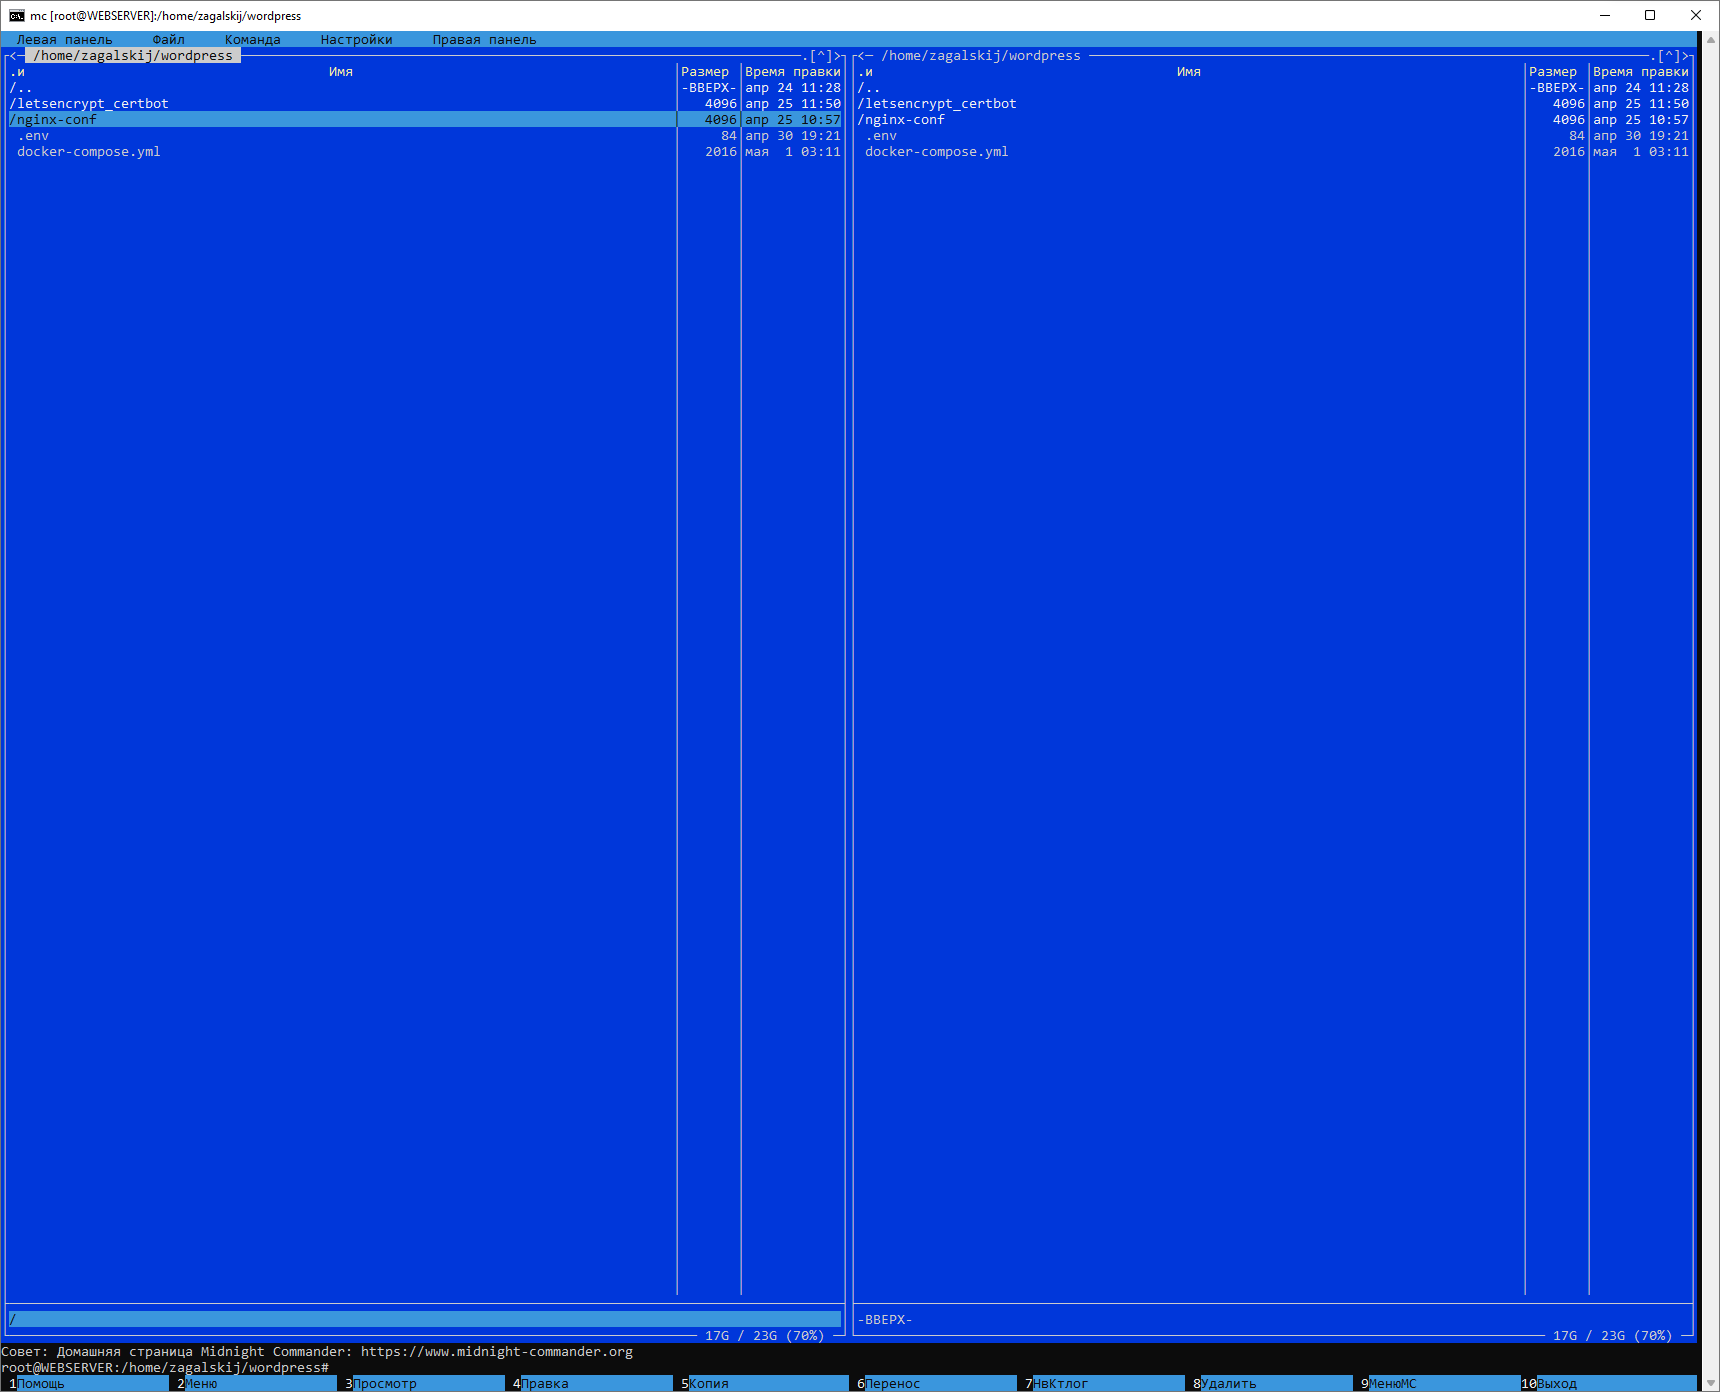 mc [root@WEBSERVER]:/home/zagalskij/wordpress
Левая панель Файл Команда Настройки Правая панель
<─ /home/zagalskij/wordpress ─.[^]>
.и Имя Размер Время правки
/.. -ВВЕРХ- апр 24 11:28
/letsencrypt_certbot 4096 апр 25 11:50
/nginx-conf 4096 апр 25 10:57
.env 84 апр 30 19:21
docker-compose.yml 2016 мая 1 03:11
/
17G / 23G (70%)
<─ /home/zagalskij/wordpress ─.[^]>
.и Имя Размер Время правки
/.. -ВВЕРХ- апр 24 11:28
/letsencrypt_certbot 4096 апр 25 11:50
/nginx-conf 4096 апр 25 10:57
.env 84 апр 30 19:21
docker-compose.yml 2016 мая 1 03:11
-ВВЕРХ-
17G / 23G (70%)
Совет: Домашняя страница Midnight Commander: https://www.midnight-commander.org
root@WEBSERVER:/home/zagalskij/wordpress#
1Помощь 2Меню 3Просмотр 4Правка 5Копия 6Перенос 7НвКтлог 8Удалить 9МенюMC 10Выход